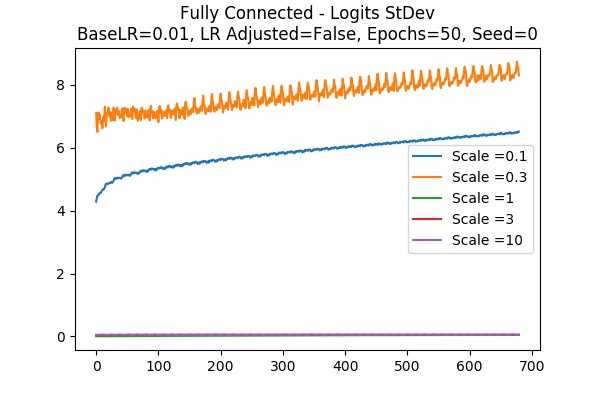 Fully Connected - Logits StDev
BaseLR=0.01, LR Adjusted=False, Epochs=50, Seed=0
8
6
4
2
0
Scale =0.1
Scale =0.3
Scale =1
Scale =3
Scale =10
0 100 200 300 400 500 600 700